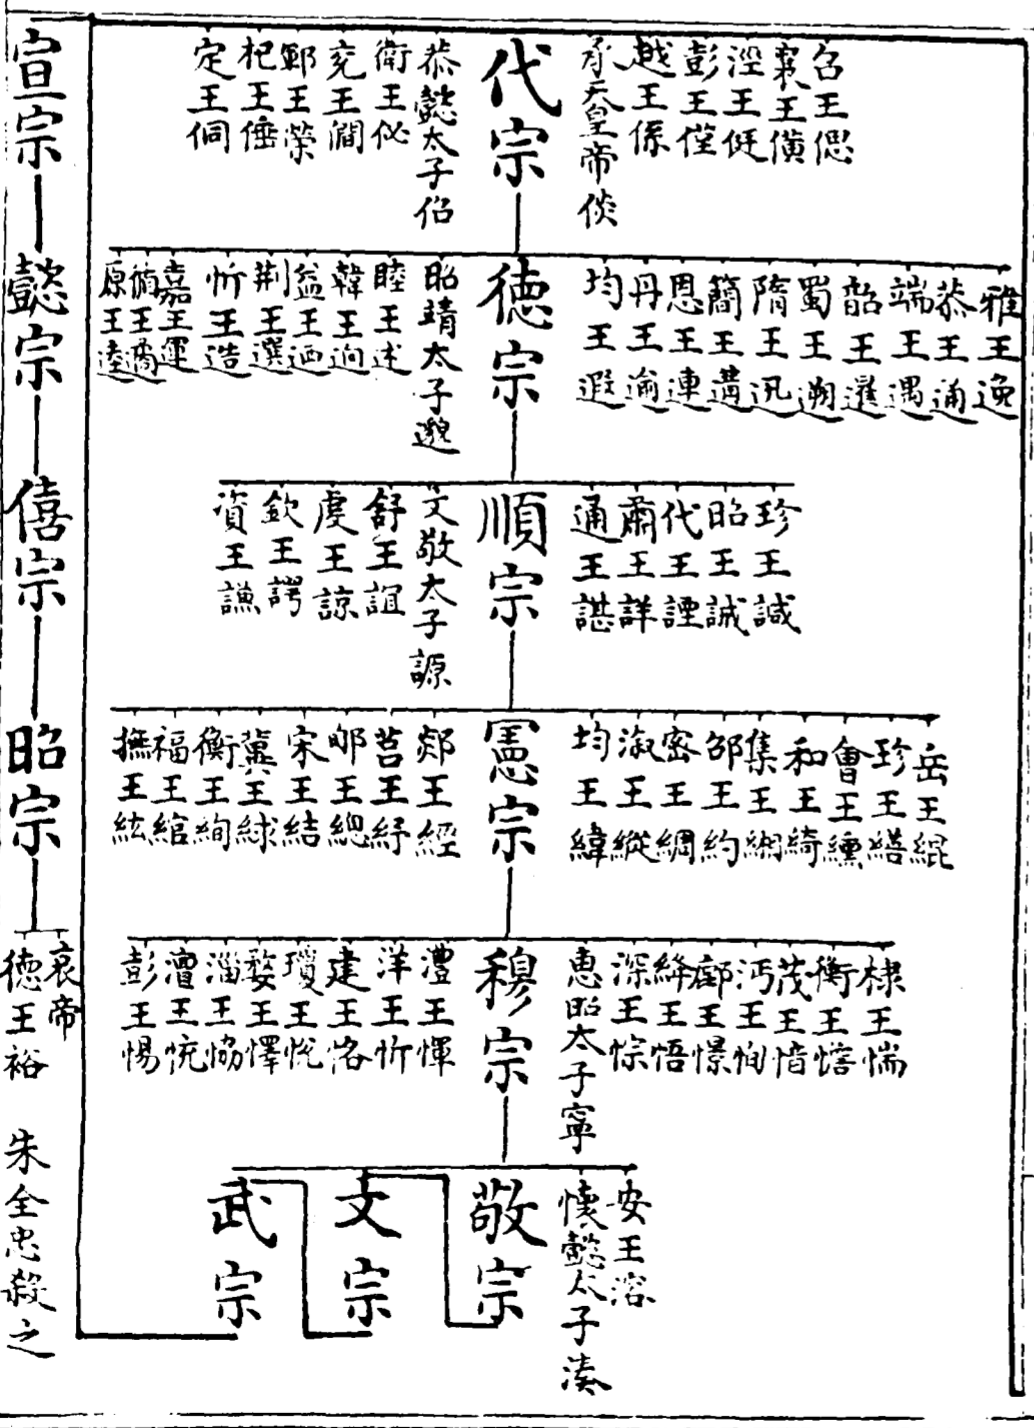 召王偲
襄王僙
涇王侹
彭王僅
越王係
承天皇帝倓
代宗
恭懿太子佋
衛王佖
兗王僩
鄆王榮
杞王倕
定王侗
雅王逸
恭王通
端王遇
韶王暹
蜀王遡
隋王迅
簡王遘
恩王連
丹王逾
均王遐
德宗
昭靖太子邈
睦王述
韓王迥
益王迺
荆王選
忻王造
嘉王運
循王遹
原王逵
珍王諴
昭王誡
代王諲
肅王詳
通王諶
順宗
文敬太子謜
舒王誼
虔王諒
欽王諤
資王謙
岳王緄
珍王繕
會王纁
和王綺
集王緗
邵王約
密王綢
淑王縱
均王緯
憲宗
郯王經
莒王紓
郇王總
宋王結
冀王絿
衡王絢
福王綰
撫王紘
棣王惴
衡王憺
茂王愔
沔王恂
鄜王憬
絳王悟
深王悰
惠昭太子寧
穆宗
澧王惲
洋王忻
建王恪
瓊王悅
婺王懌
淄王協
澶王㤝
彭王惕
安王溶
懷懿太子湊
敬宗
文宗
武宗
宣宗
懿宗
僖宗
昭宗
哀帝
德王裕 朱全忠殺之